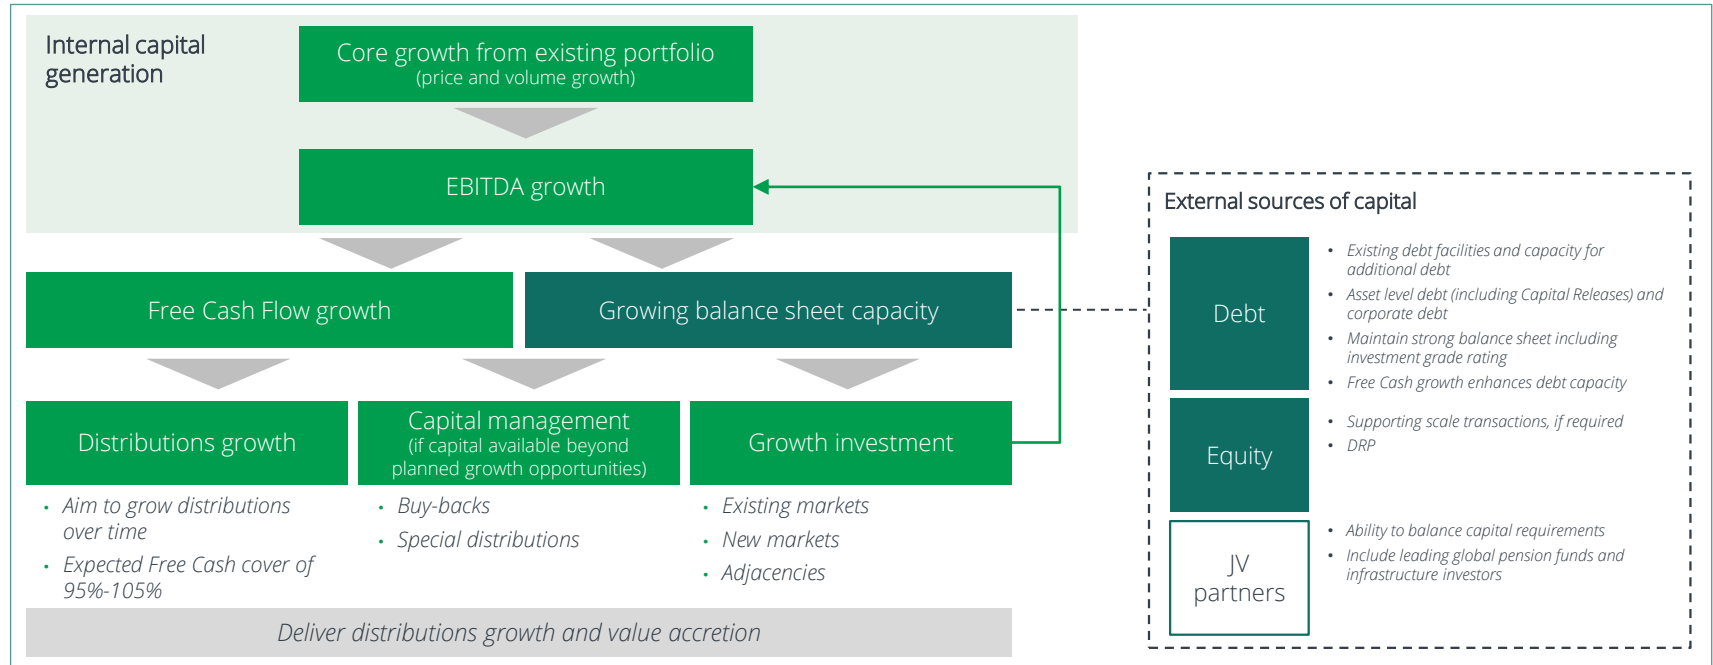 Internal capital
generation
Core growth from existing portfolio
(price and volume growth)
EBITDA growth
Free Cash Flow growth
Growing balance sheet capacity
Distributions growth
Capital management
(if capital available beyond
planned growth opportunities)
Growth investment
• Aim to grow distributions
over time
• Expected Free Cash cover of
95%-105%
• Buy-backs
• Special distributions
• Existing markets
• New markets
• Adjacencies
Deliver distributions growth and value accretion
External sources of capital
Debt
• Existing debt facilities and capacity for
additional debt
• Asset level debt (including Capital Releases) and
corporate debt
• Maintain strong balance sheet including
investment grade rating
• Free Cash growth enhances debt capacity
Equity
• Supporting scale transactions, if required
• DRP
JV
partners
• Ability to balance capital requirements
• Include leading global pension funds and
infrastructure investors